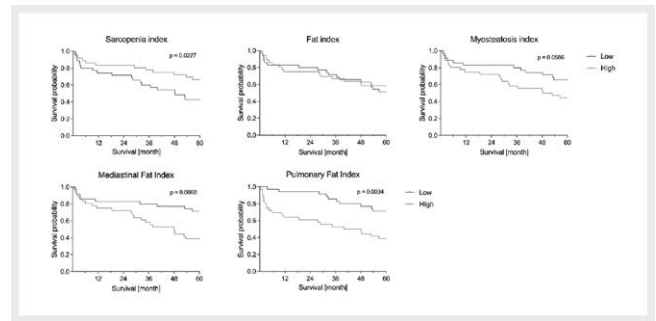 Sarcopenia index
p = 0.0227
Survival probability
1.0
0.8
0.6
0.4
0.2
0.0
12 24 36 48 60
Survival [month]
Fat index
Survival probability
1.0
0.8
0.6
0.4
0.2
0.0
12 24 36 48 60
Survival [month]
Myosteatosis index
p = 0.0586
Survival probability
1.0
0.8
0.6
0.4
0.2
0.0
12 24 36 48 60
Survival [month]
Low
High
Mediastinal Fat Index
Survival probability
1.0
0.8
0.6
0.4
0.2
0.0
12 24 36 48 60
Survival [month]
Pulmonary Fat Index
p = 0.0034
Survival probability
1.0
0.8
0.6
0.4
0.2
0.0
12 24 36 48 60
Survival [month]
Low
High